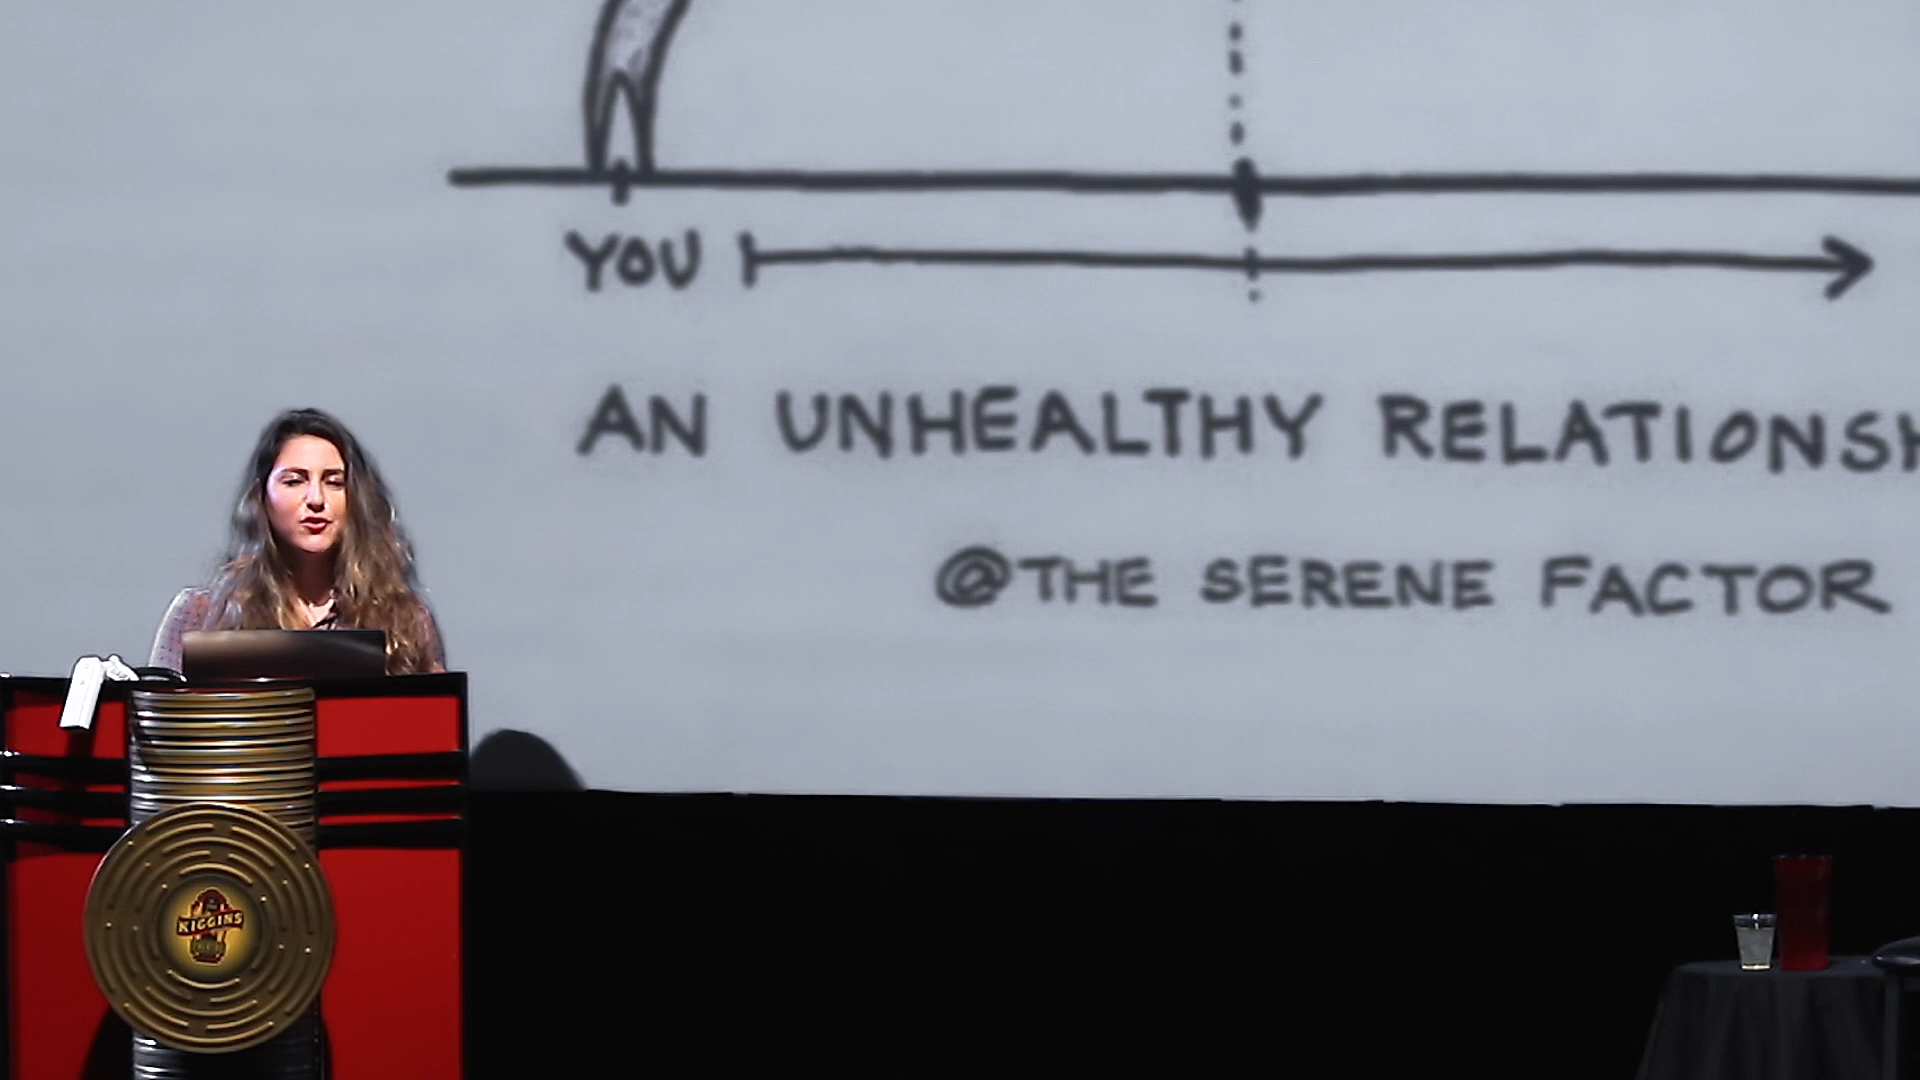 YOU
AN UNHEALTHY RELATIONSH
@THE SERENE FACTOR
KIGGINS